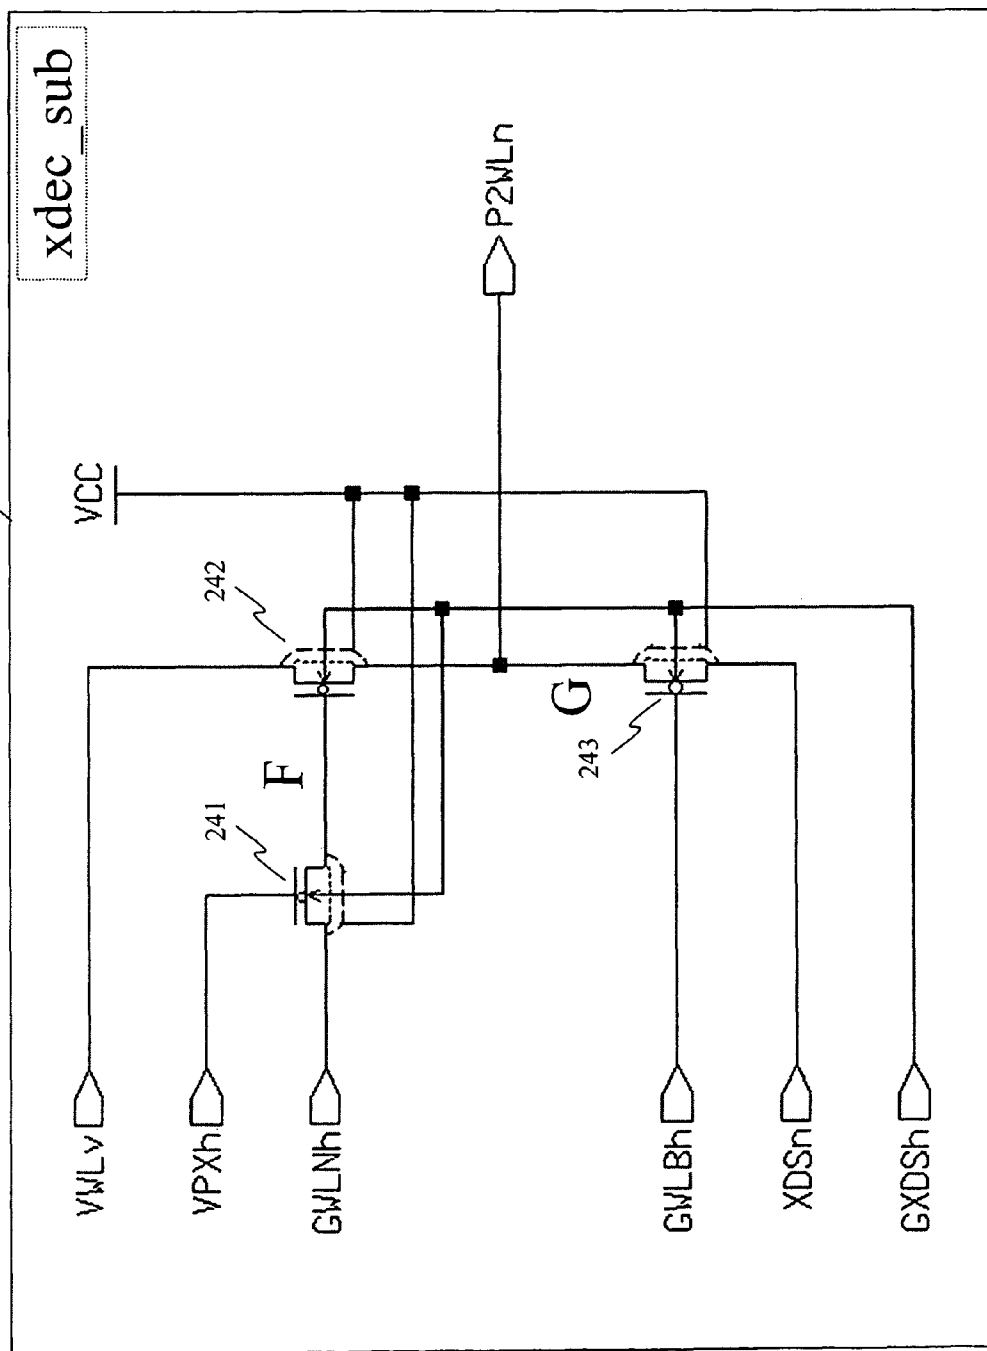 xdec_sub
VCC
VWLv
VPXh
GWLNh
GWLBh
XDSn
GXDSh
P2WLn
241
242
243
F
G